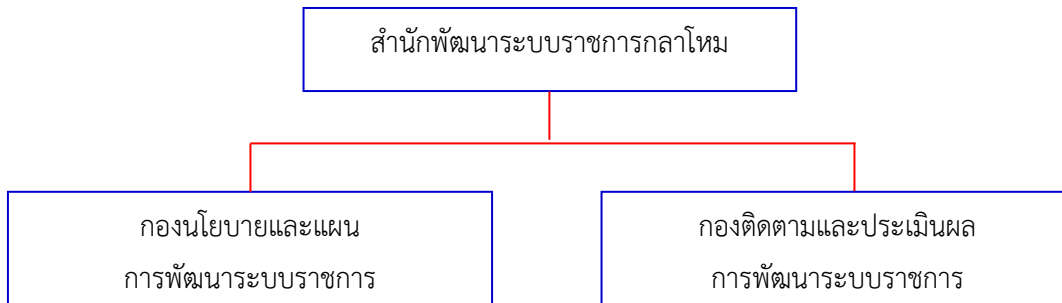 สำนักพัฒนาระบบราชการกลาโหม
กองนโยบายและแผน
การพัฒนาระบบราชการ
กองติดตามและประเมินผล
การพัฒนาระบบราชการ